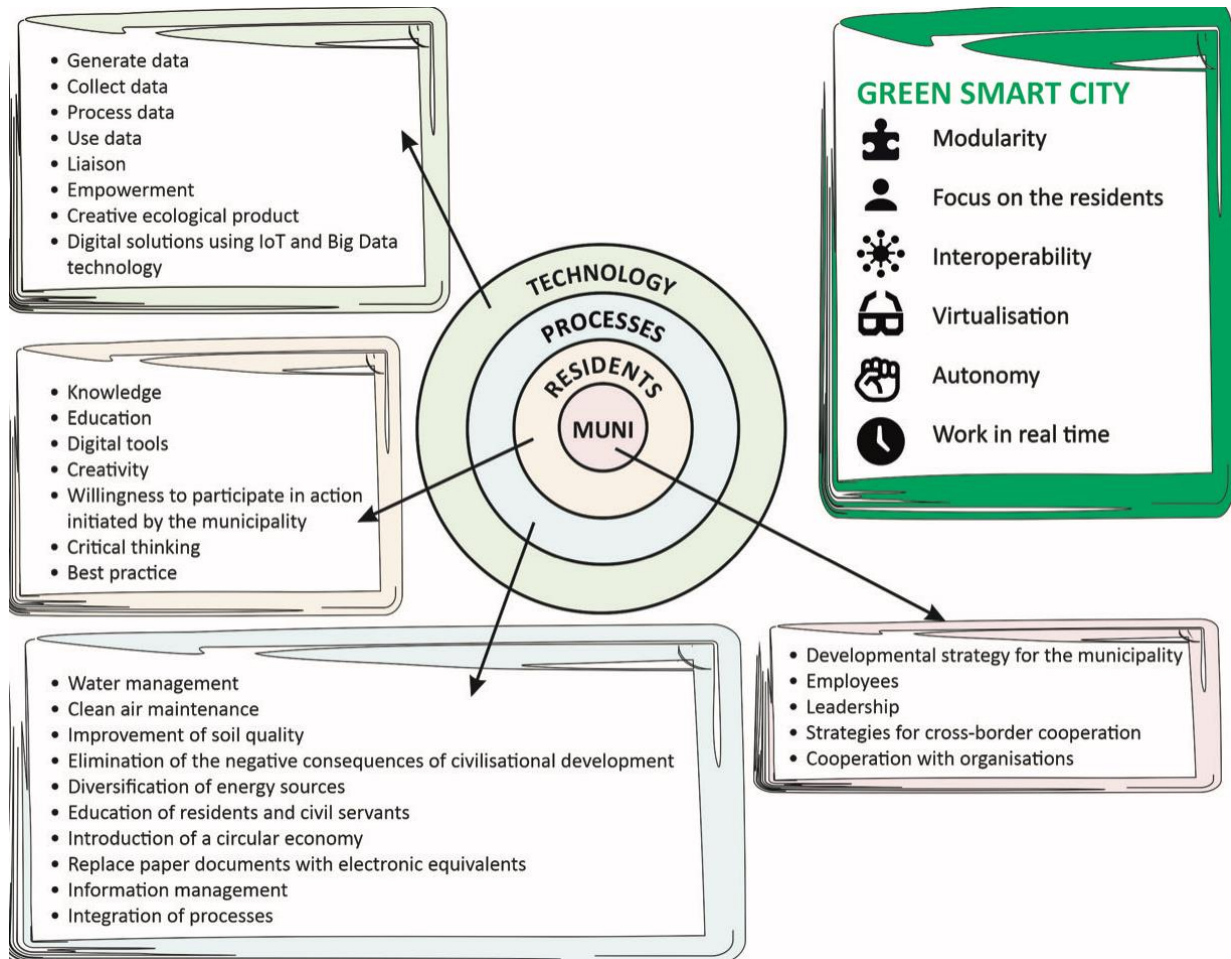 • Generate data
• Collect data
• Process data
• Use data
• Liaison
• Empowerment
• Creative ecological product
• Digital solutions using IoT and Big Data
technology
GREEN SMART CITY
Modularity
Focus on the residents
Interoperability
Virtualisation
Autonomy
Work in real time
TECHNOLOGY
PROCESSES
RESIDENTS
MUNI
• Knowledge
• Education
• Digital tools
• Creativity
• Willingness to participate in action
initiated by the municipality
• Critical thinking
• Best practice
• Water management
• Clean air maintenance
• Improvement of soil quality
• Elimination of the negative consequences of civilisational development
• Diversification of energy sources
• Education of residents and civil servants
• Introduction of a circular economy
• Replace paper documents with electronic equivalents
• Information management
• Integration of processes
• Developmental strategy for the municipality
• Employees
• Leadership
• Strategies for cross-border cooperation
• Cooperation with organisations